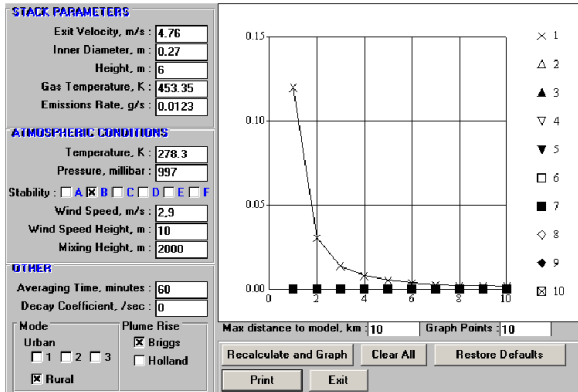 STACK PARAMETERS
Exit Velocity, m/s : 4.76
Inner Diameter, m : 0.27
Height, m : 6
Gas Temperature, K : 453.35
Emissions Rate, g/s : 0.0123
ATMOSPHERIC CONDITIONS
Temperature, K : 278.3
Pressure, millibar : 997
Stability : A B C D E F
Wind Speed, m/s : 2.9
Wind Speed Height, m : 10
Mixing Height, m : 2000
OTHER
Averaging Time, minutes : 60
Decay Coefficient, /sec : 0
Mode
Urban
1 2 3
Rural
Plume Rise
Briggs
Holland
0.15
0.10
0.05
0.00
2 4 6 8 10
1
2
3
4
5
6
7
8
9
10
Max distance to model, km : 10 Graph Points : 10
Recalculate and Graph Clear All Restore Defaults
Print Exit